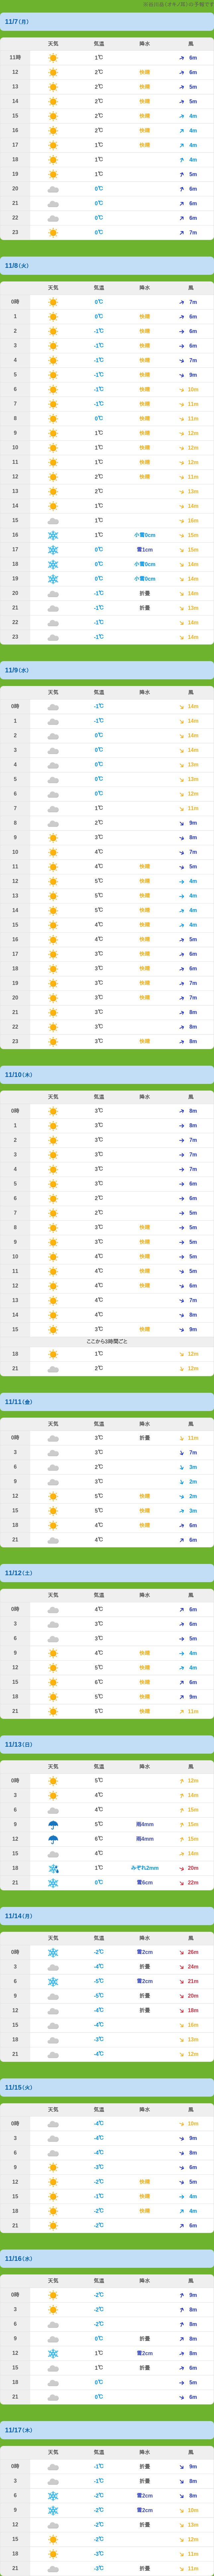 11/7(月)
天気 気温 降水 風
11時 1℃ 6m
12 2℃ 快晴 6m
13 2℃ 快晴 5m
14 2℃ 快晴 5m
15 2℃ 快晴 4m
16 2℃ 快晴 4m
17 1℃ 快晴 4m
18 1℃ 4m
19 1℃ 5m
20 0℃ 6m
21 0℃ 6m
22 0℃ 6m
23 0℃ 7m
11/8(火)
天気 気温 降水 風
0時 0℃ 7m
1 0℃ 快晴 6m
2 -1℃ 快晴 6m
3 -1℃ 快晴 6m
4 -1℃ 快晴 7m
5 -1℃ 快晴 9m
6 -1℃ 快晴 10m
7 -1℃ 快晴 11m
8 0℃ 快晴 11m
9 1℃ 快晴 12m
10 1℃ 快晴 12m
11 1℃ 快晴 12m
12 2℃ 快晴 11m
13 2℃ 13m
14 1℃ 14m
15 1℃ 16m
16 1℃ 小雪0cm 15m
17 0℃ 雪1cm 15m
18 0℃ 小雪0cm 14m
19 0℃ 小雪0cm 14m
20 -1℃ 折曇 14m
21 -1℃ 折曇 13m
22 -1℃ 14m
23 -1℃ 14m
11/9(水)
天気 気温 降水 風
0時 -1℃ 14m
1 -1℃ 14m
2 0℃ 14m
3 0℃ 14m
4 0℃ 13m
5 0℃ 13m
6 0℃ 12m
7 1℃ 11m
8 2℃ 9m
9 3℃ 8m
10 4℃ 7m
11 4℃ 快晴 5m
12 5℃ 快晴 4m
13 5℃ 快晴 4m
14 5℃ 快晴 4m
15 4℃ 快晴 4m
16 4℃ 快晴 5m
17 3℃ 快晴 6m
18 3℃ 快晴 6m
19 3℃ 快晴 7m
20 3℃ 快晴 7m
21 3℃ 8m
22 3℃ 8m
23 3℃ 快晴 8m
11/10(木)
天気 気温 降水 風
0時 3℃ 8m
1 3℃ 8m
2 3℃ 7m
3 3℃ 7m
4 3℃ 7m
5 3℃ 6m
6 2℃ 6m
7 2℃ 5m
8 3℃ 快晴 5m
9 3℃ 快晴 5m
10 4℃ 快晴 5m
11 4℃ 快晴 5m
12 4℃ 快晴 6m
13 4℃ 7m
14 4℃ 8m
15 3℃ 快晴 9m
ここから3時間ごと
18 1℃ 12m
21 2℃ 12m
11/11(金)
天気 気温 降水 風
0時 3℃ 折曇 11m
3 3℃ 7m
6 2℃ 3m
9 3℃ 2m
12 5℃ 快晴 2m
15 5℃ 快晴 3m
18 4℃ 快晴 6m
21 4℃ 6m
11/12(土)
天気 気温 降水 風
0時 4℃ 6m
3 3℃ 6m
6 3℃ 5m
9 4℃ 快晴 4m
12 5℃ 快晴 4m
15 6℃ 快晴 6m
18 5℃ 快晴 9m
21 5℃ 快晴 11m
11/13(日)
天気 気温 降水 風
0時 5℃ 12m
3 4℃ 14m
6 4℃ 15m
9 5℃ 雨4mm 15m
12 6℃ 雨4mm 15m
15 4℃ 14m
18 1℃ みぞれ2mm 20m
21 0℃ 雪6cm 22m
11/14(月)
天気 気温 降水 風
0時 -2℃ 雪2cm 26m
3 -4℃ 折曇 24m
6 -5℃ 雪2cm 21m
9 -5℃ 折曇 20m
12 -4℃ 折曇 18m
15 -4℃ 16m
18 -3℃ 13m
21 -4℃ 12m
11/15(火)
天気 気温 降水 風
0時 -4℃ 10m
3 -4℃ 9m
6 -4℃ 8m
9 -3℃ 6m
12 -2℃ 快晴 5m
15 -1℃ 快晴 4m
18 -2℃ 快晴 4m
21 -2℃ 6m
11/16(水)
天気 気温 降水 風
0時 -2℃ 9m
3 -2℃ 8m
6 -2℃ 8m
9 0℃ 折曇 8m
12 1℃ 雪2cm 8m
15 1℃ 折曇 6m
18 0℃ 5m
21 0℃ 6m
11/17(木)
天気 気温 降水 風
0時 -1℃ 折曇 9m
3 -1℃ 折曇 8m
6 -2℃ 雪2cm 8m
9 -2℃ 雪2cm 10m
12 -2℃ 折曇 13m
15 -2℃ 12m
18 -3℃ 11m
21 -3℃ 折曇 11m